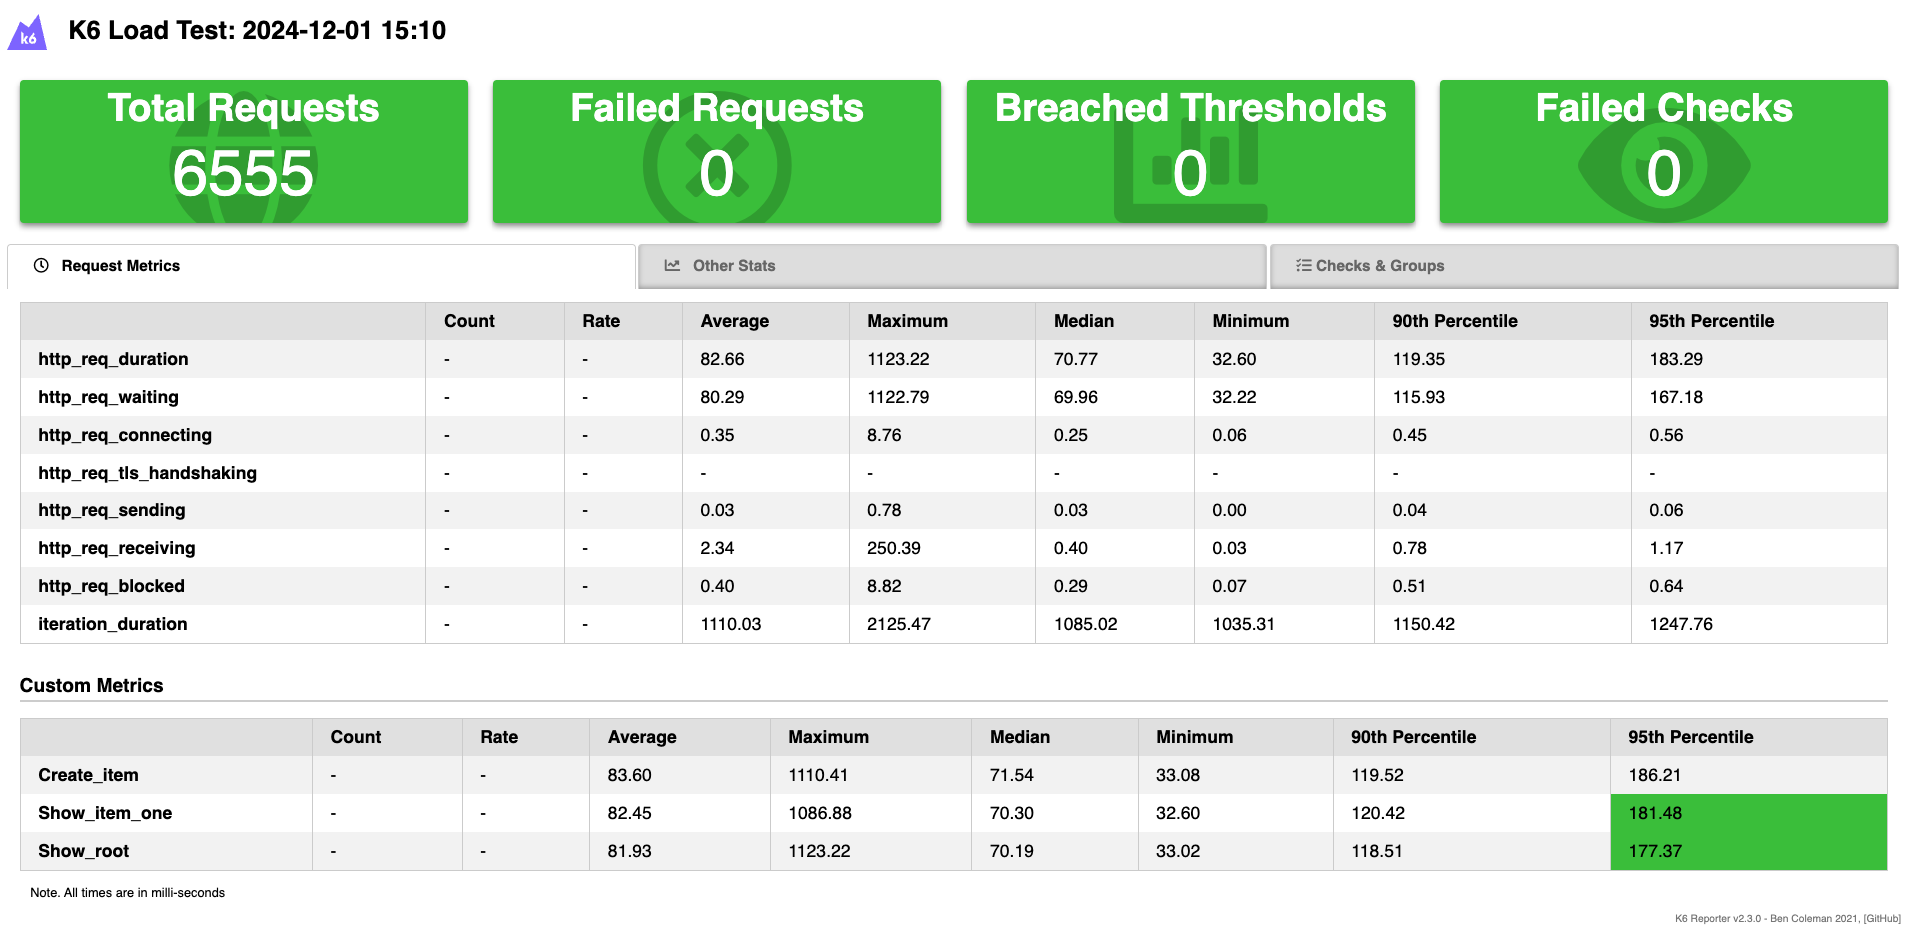 k6
K6 Load Test: 2024-12-01 15:10
Total Requests
6555
Failed Requests
0
Breached Thresholds
0
Failed Checks
0
Request Metrics
Other Stats
Checks & Groups
Count Rate Average Maximum Median Minimum 90th Percentile 95th Percentile
http_req_duration - - 82.66 1123.22 70.77 32.60 119.35 183.29
http_req_waiting - - 80.29 1122.79 69.96 32.22 115.93 167.18
http_req_connecting - - 0.35 8.76 0.25 0.06 0.45 0.56
http_req_tls_handshaking - - - - - - - -
http_req_sending - - 0.03 0.78 0.03 0.00 0.04 0.06
http_req_receiving - - 2.34 250.39 0.40 0.03 0.78 1.17
http_req_blocked - - 0.40 8.82 0.29 0.07 0.51 0.64
iteration_duration - - 1110.03 2125.47 1085.02 1035.31 1150.42 1247.76
Custom Metrics
Count Rate Average Maximum Median Minimum 90th Percentile 95th Percentile
Create_item - - 83.60 1110.41 71.54 33.08 119.52 186.21
Show_item_one - - 82.45 1086.88 70.30 32.60 120.42 181.48
Show_root - - 81.93 1123.22 70.19 33.02 118.51 177.37
Note. All times are in milli-seconds
K6 Reporter v2.3.0 - Ben Coleman 2021, [GitHub]